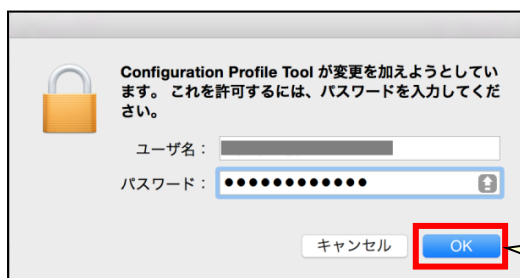 Configuration Profile Tool が変更を加えようとしてい
ます。 これを許可するには、パスワードを入力してくだ
さい。
ユーザ名：
パスワード： ●●●●●●●●●●●●
キャンセル OK